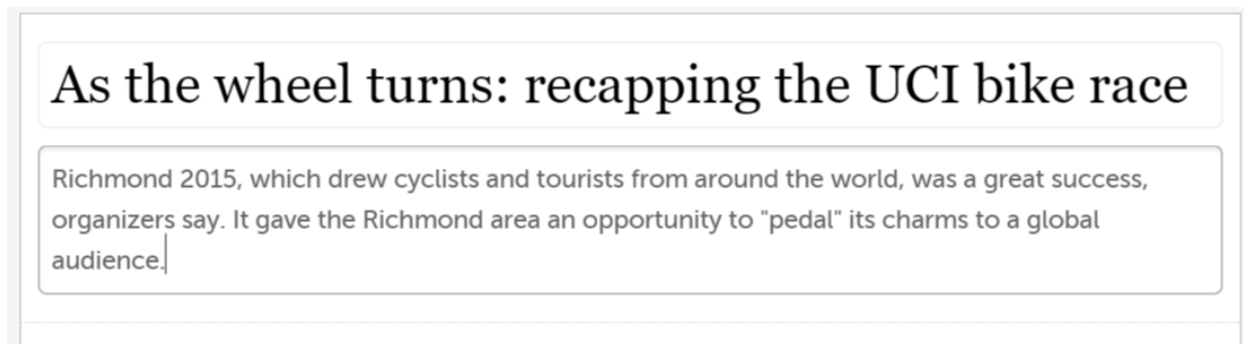 As the wheel turns: recapping the UCI bike race
Richmond 2015, which drew cyclists and tourists from around the world, was a great success,
organizers say. It gave the Richmond area an opportunity to "pedal" its charms to a global
audience.